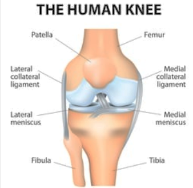 THE HUMAN KNEE
Patella
Femur
Lateral
collateral
ligament
Medial
collateral
ligament
Lateral
meniscus
Medial
meniscus
Fibula
Tibia